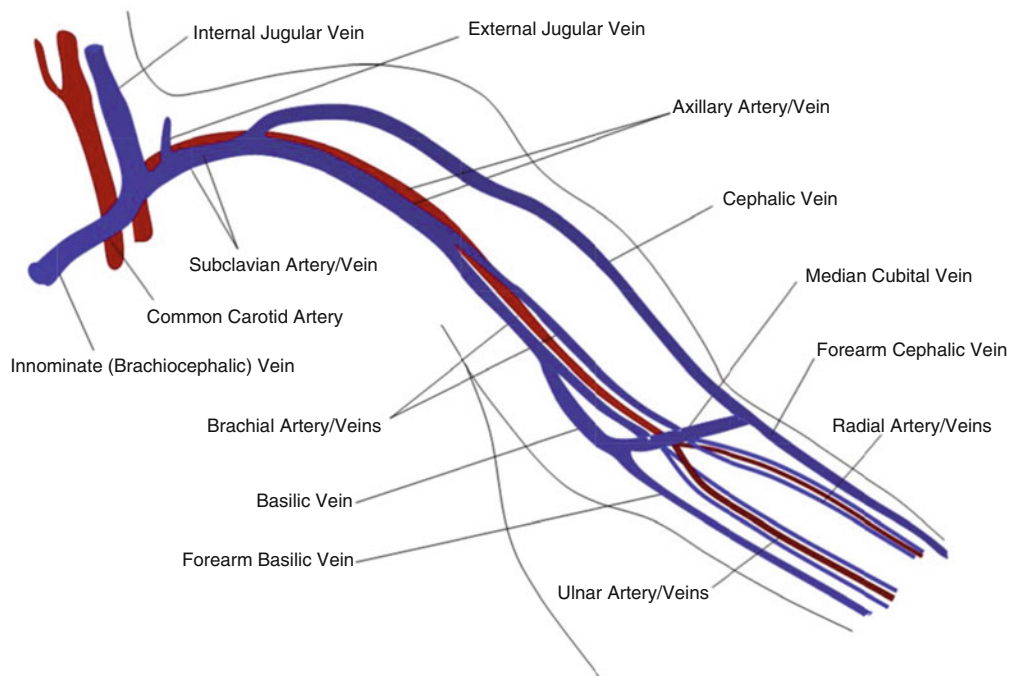 Internal Jugular Vein
External Jugular Vein
Axillary Artery/Vein
Cephalic Vein
Subclavian Artery/Vein
Median Cubital Vein
Common Carotid Artery
Forearm Cephalic Vein
Innominate (Brachiocephalic) Vein
Brachial Artery/Veins
Radial Artery/Veins
Basilic Vein
Forearm Basilic Vein
Ulnar Artery/Veins